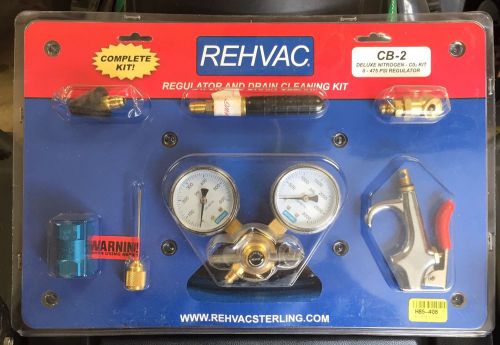 COMPLETE
KIT!
REHVAC
CB-2
DELUXE NITROGEN - CO₂ KIT
0 - 475 PSI REGULATOR
REGULATOR AND DRAIN CLEANING KIT
WARNING
WWW.REHVACSTERLING.COM
H85-408